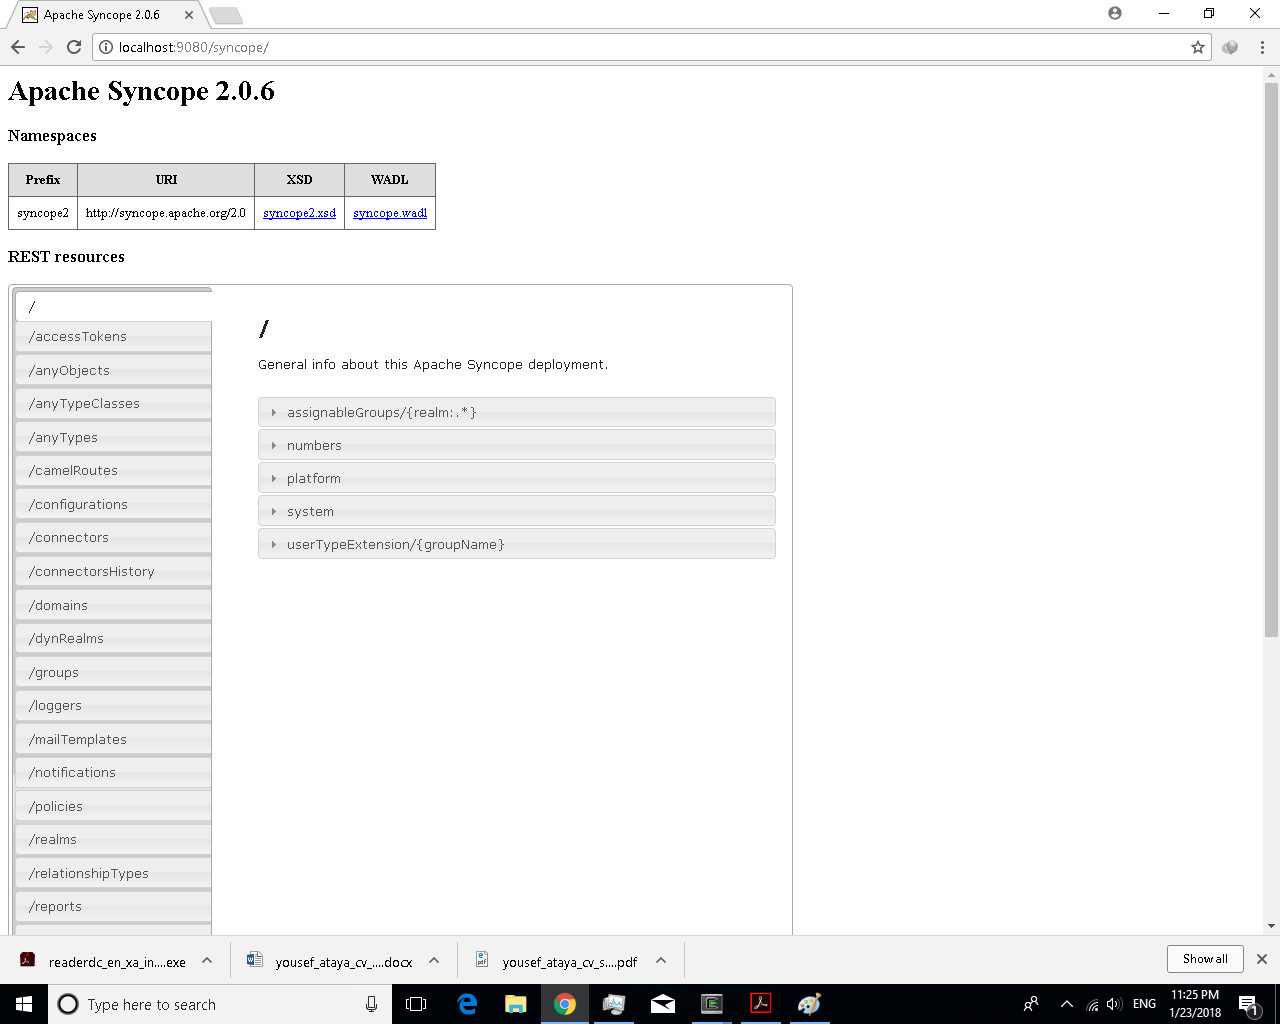 Apache Syncope 2.0.6
localhost:9080/syncope/
Apache Syncope 2.0.6
Namespaces
Prefix URI XSD WADL
syncope2 http://syncope.apache.org/2.0 syncope2.xsd syncope.wadl
REST resources
/
/accessTokens
/anyObjects
/anyTypeClasses
/anyTypes
/camelRoutes
/configurations
/connectors
/connectorsHistory
/domains
/dynRealms
/groups
/loggers
/mailTemplates
/notifications
/policies
/realms
/relationshipTypes
/reports
/
General info about this Apache Syncope deployment.
assignableGroups/{realm:.*}
numbers
platform
system
userTypeExtension/{groupName}
readerdc_en_xa_in....exe
yousef_ataya_cv_....docx
yousef_ataya_cv_s....pdf
Show all
Type here to search
ENG
11:25 PM
1/23/2018
1